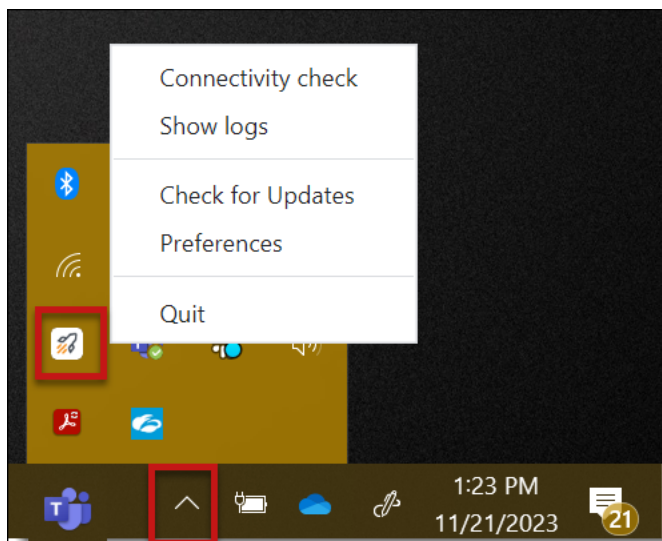 Connectivity check
Show logs
Check for Updates
Preferences
Quit
T
1:23 PM
11/21/2023
21